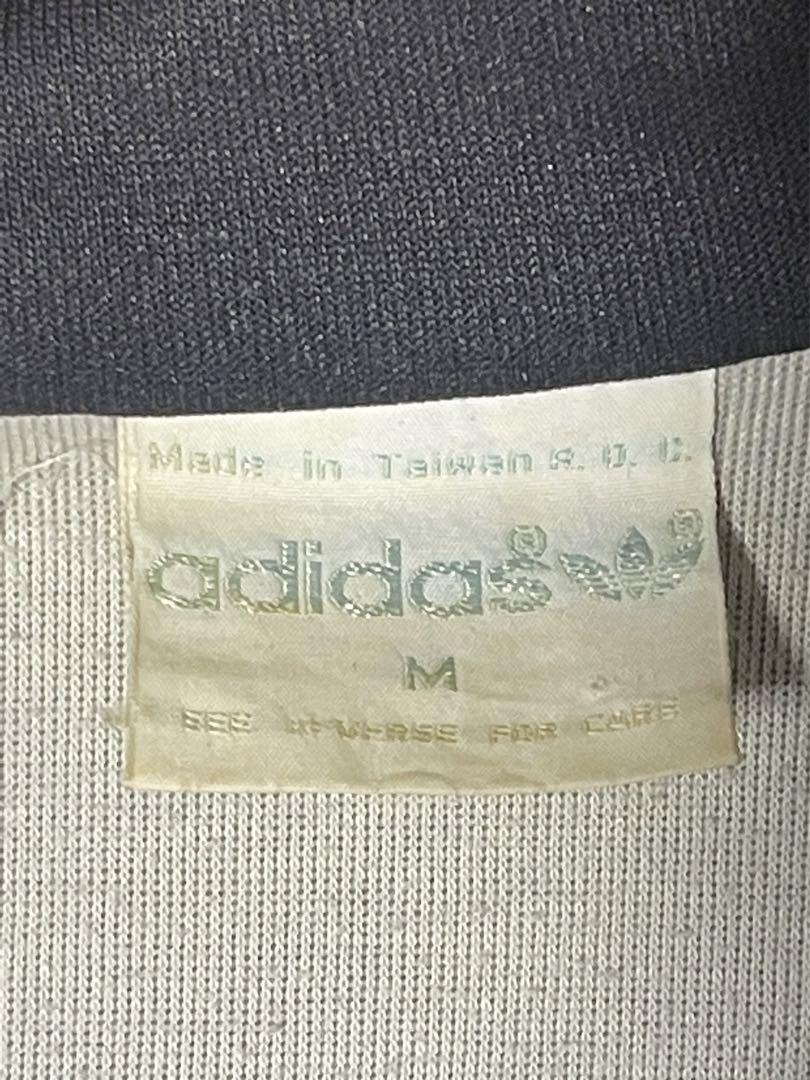 Made in Taiwan R. O. C.
adidas®
®
M
SEE REVERSE FOR CARE